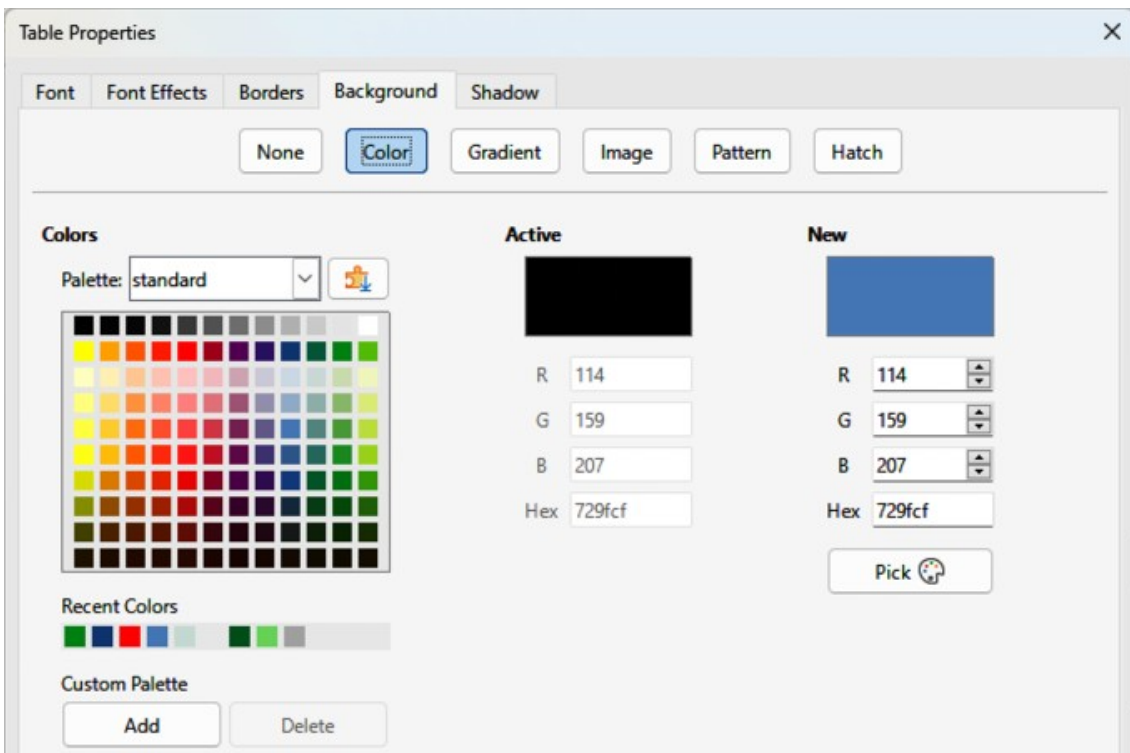 Table Properties
Font Font Effects Borders Background Shadow
None Color Gradient Image Pattern Hatch
Colors Active New
Palette: standard
R 114 R 114
G 159 G 159
B 207 B 207
Hex 729fcf Hex 729fcf
Pick
Recent Colors
Custom Palette
Add Delete